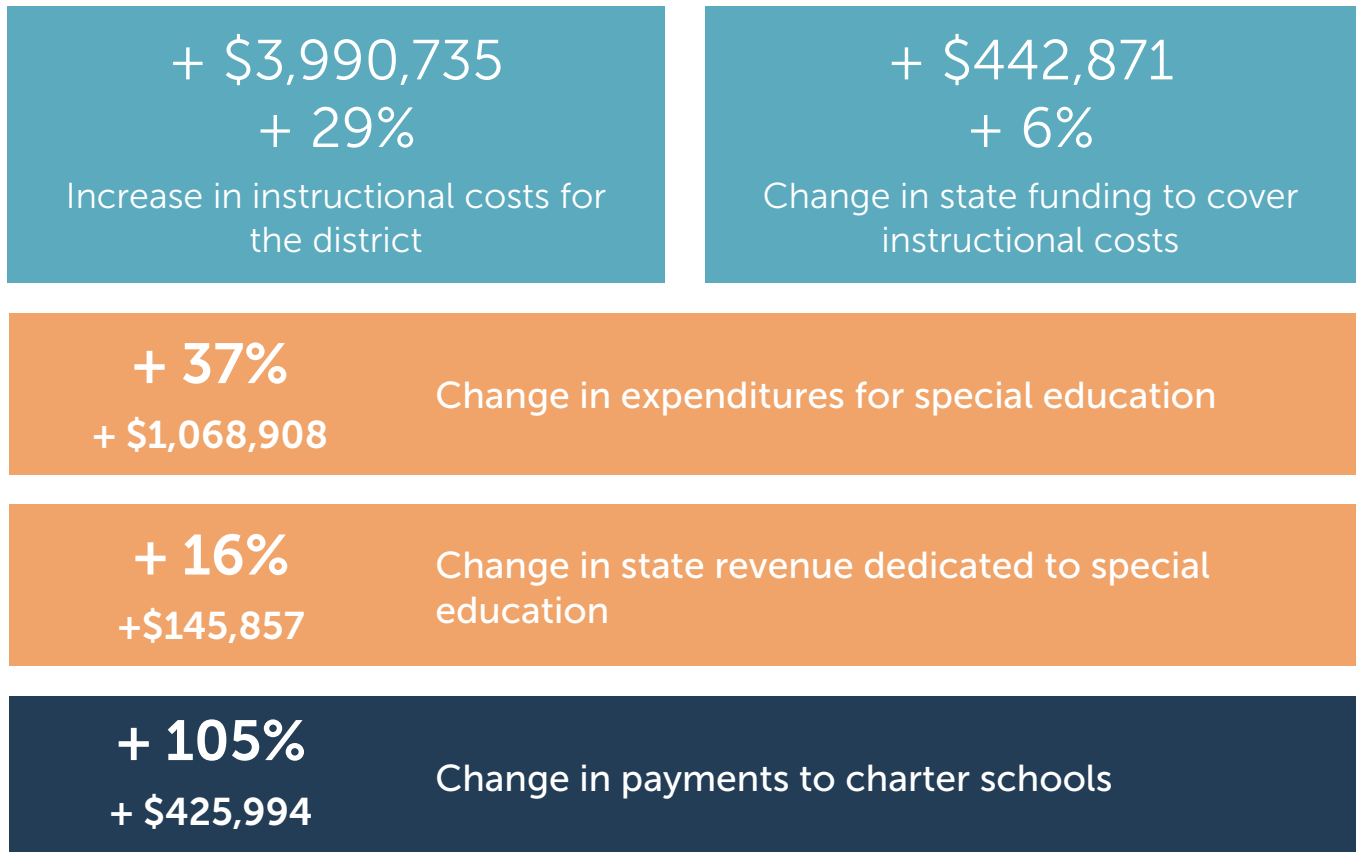 + $3,990,735
+ 29%
Increase in instructional costs for
the district
+ $442,871
+ 6%
Change in state funding to cover
instructional costs
+ 37%
+ $1,068,908
Change in expenditures for special education
+ 16%
+$145,857
Change in state revenue dedicated to special
education
+ 105%
+ $425,994
Change in payments to charter schools